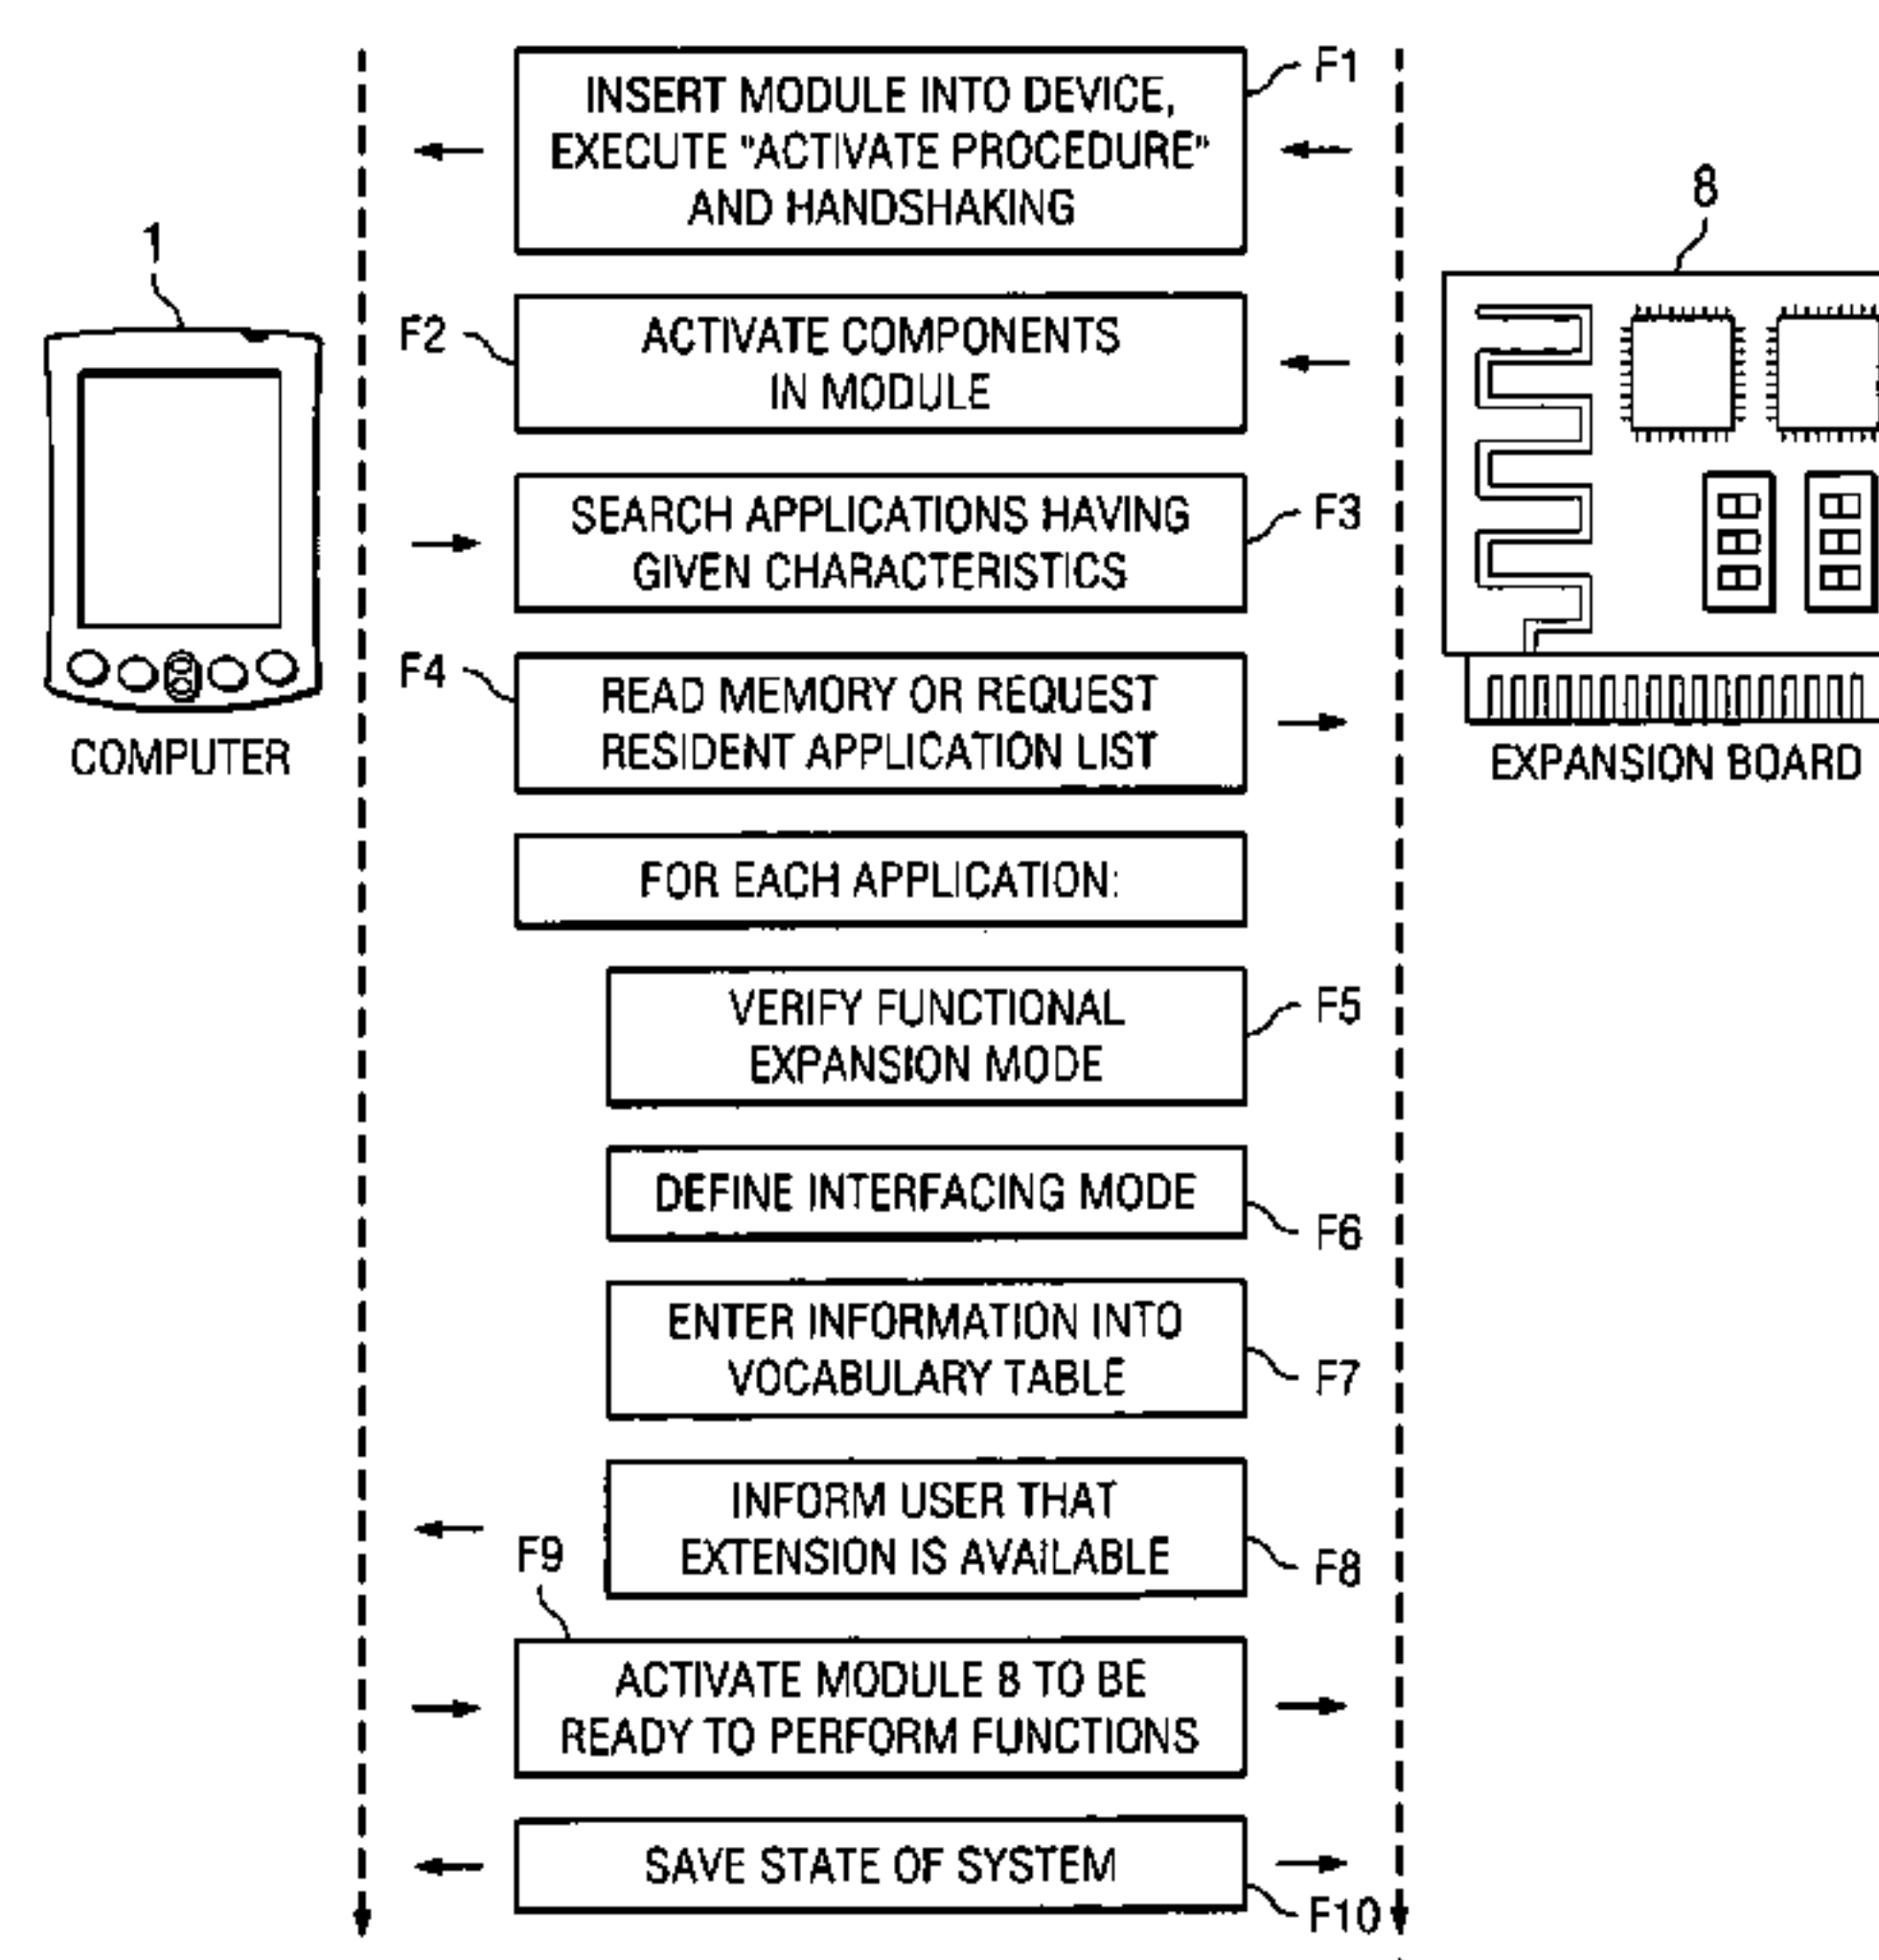 F1
INSERT MODULE INTO DEVICE,
EXECUTE "ACTIVATE PROCEDURE"
AND HANDSHAKING
8
1
F2
ACTIVATE COMPONENTS
IN MODULE
SEARCH APPLICATIONS HAVING
GIVEN CHARACTERISTICS
F3
F4
READ MEMORY OR REQUEST
RESIDENT APPLICATION LIST
COMPUTER
EXPANSION BOARD
FOR EACH APPLICATION:
VERIFY FUNCTIONAL
EXPANSION MODE
F5
DEFINE INTERFACING MODE
F6
ENTER INFORMATION INTO
VOCABULARY TABLE
F7
INFORM USER THAT
EXTENSION IS AVAILABLE
F8
F9
ACTIVATE MODULE 8 TO BE
READY TO PERFORM FUNCTIONS
SAVE STATE OF SYSTEM
F10